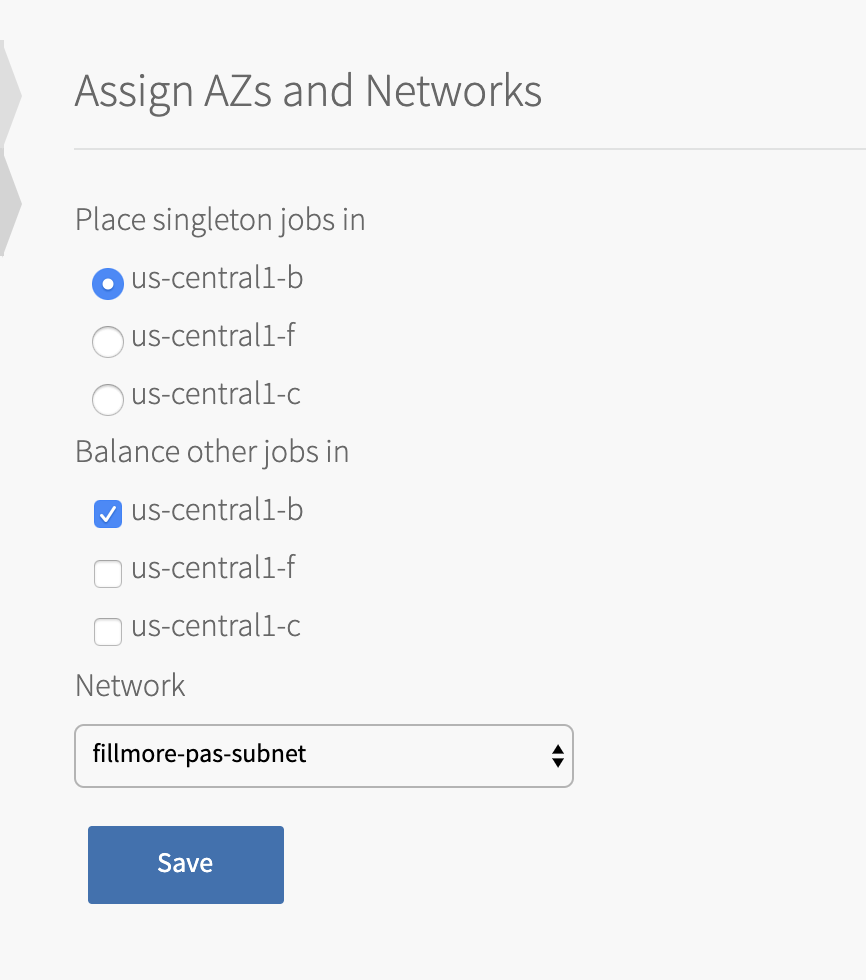 Assign AZs and Networks
Place singleton jobs in
us-central1-b
us-central1-f
us-central1-c
Balance other jobs in
us-central1-b
us-central1-f
us-central1-c
Network
fillmore-pas-subnet
Save